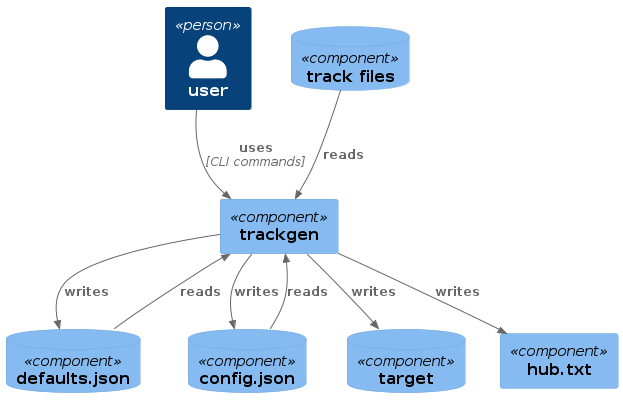 «person»
user
«component»
track files
uses
[CLI commands]
reads
«component»
trackgen
writes
reads
writes
reads
writes
writes
«component»
defaults.json
«component»
config.json
«component»
target
«component»
hub.txt